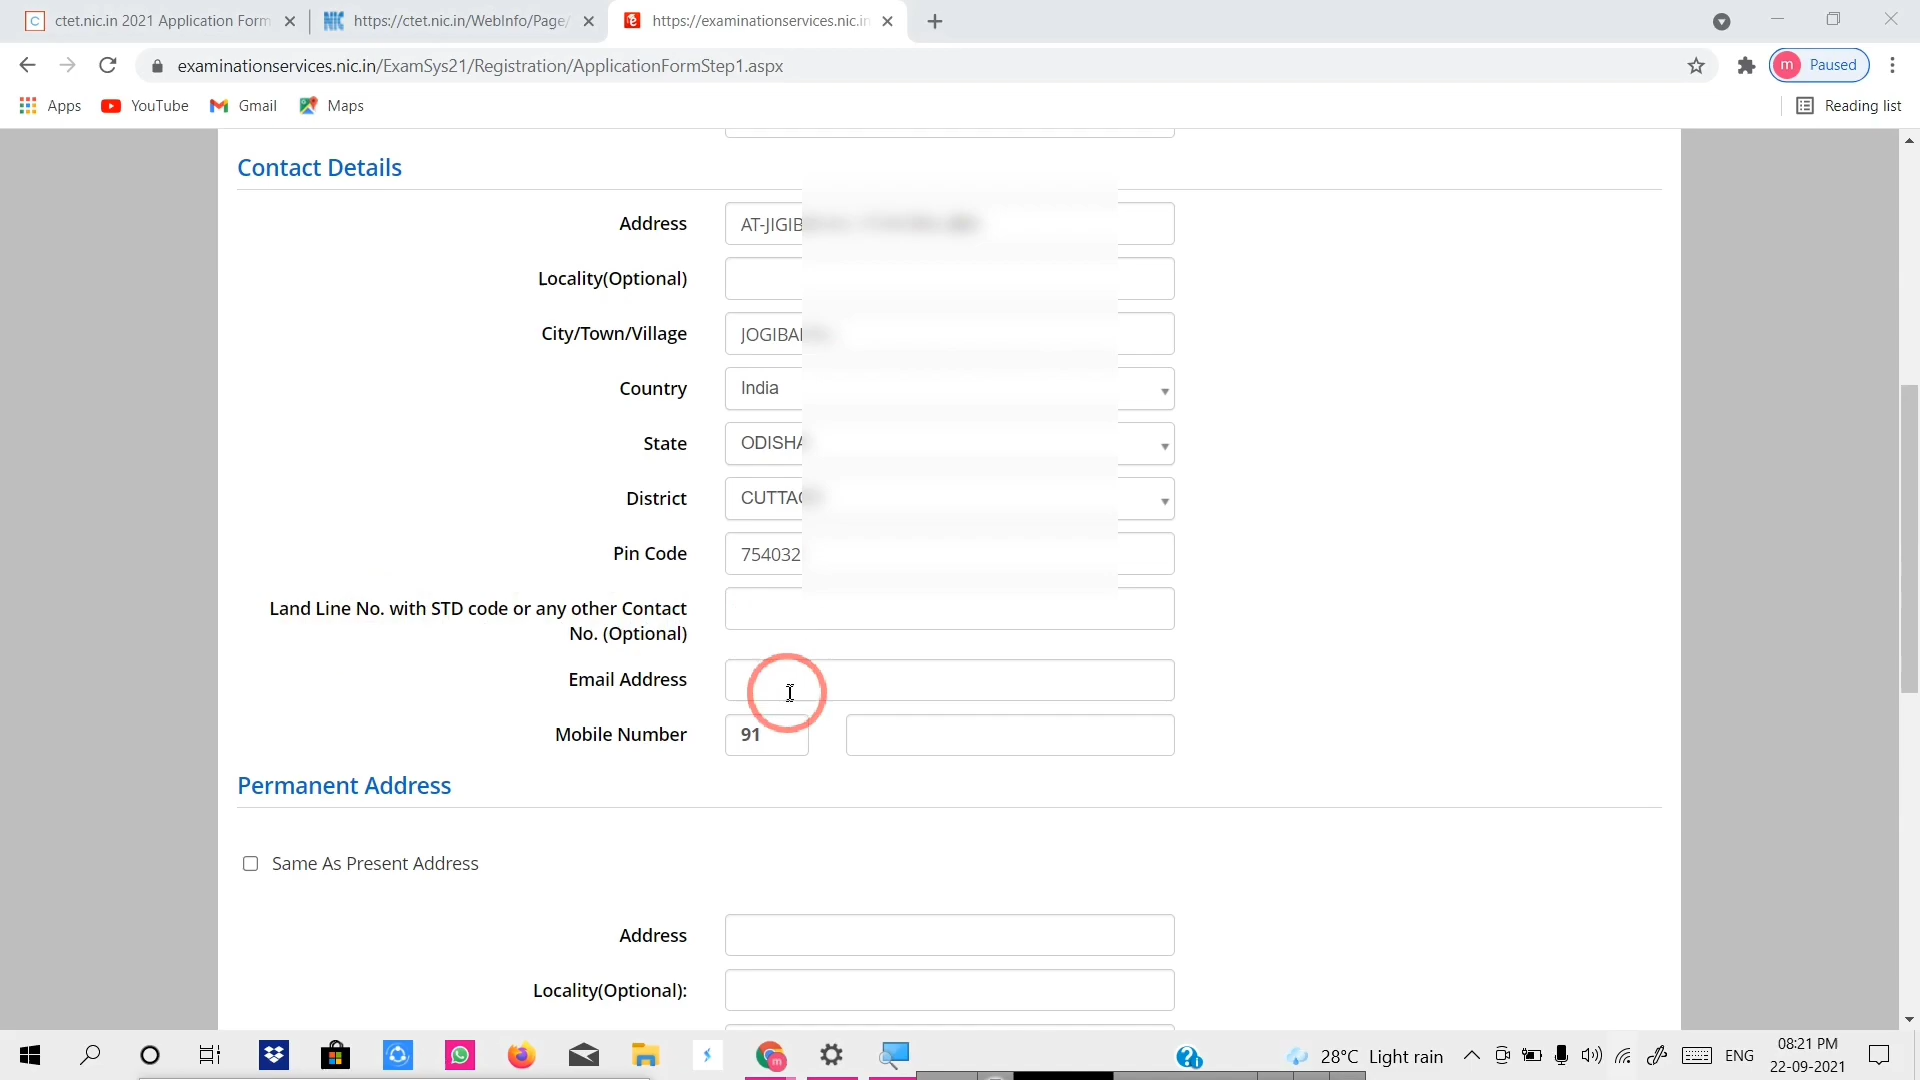 ctet.nic.in 2021 Application Form
https://ctet.nic.in/WebInfo/Page/
https://examinationservices.nic.in
examinationservices.nic.in/ExamSys21/Registration/ApplicationFormStep1.aspx
m Paused
Apps YouTube Gmail Maps Reading list
Contact Details
Address AT-JIGIB
Locality(Optional)
City/Town/Village JOGIBA
Country India
State ODISHA
District CUTTAC
Pin Code 754032
Land Line No. with STD code or any other Contact
No. (Optional)
Email Address
Mobile Number 91
Permanent Address
Same As Present Address
Address
Locality(Optional):
28°C Light rain ENG 08:21 PM
22-09-2021